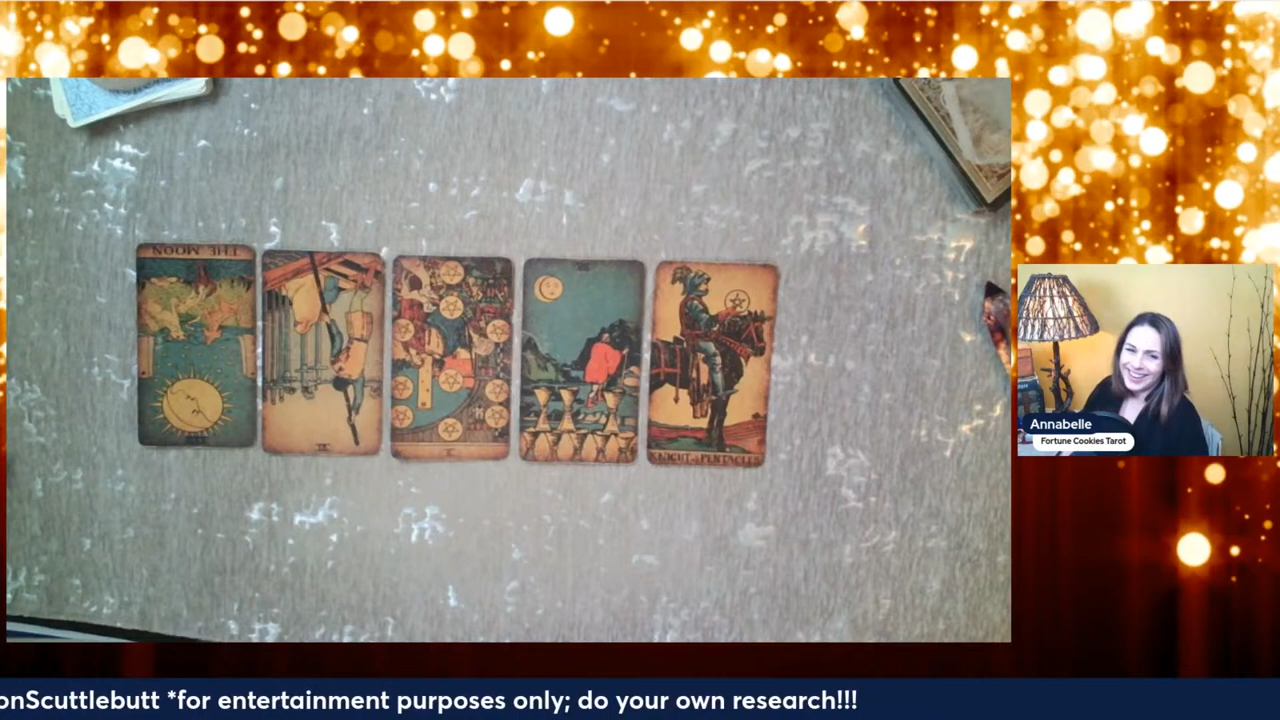 THE MOON
KNIGHT of PENTACLES
Annabelle
Fortune Cookies Tarot
onScuttlebutt *for entertainment purposes only; do your own research!!!